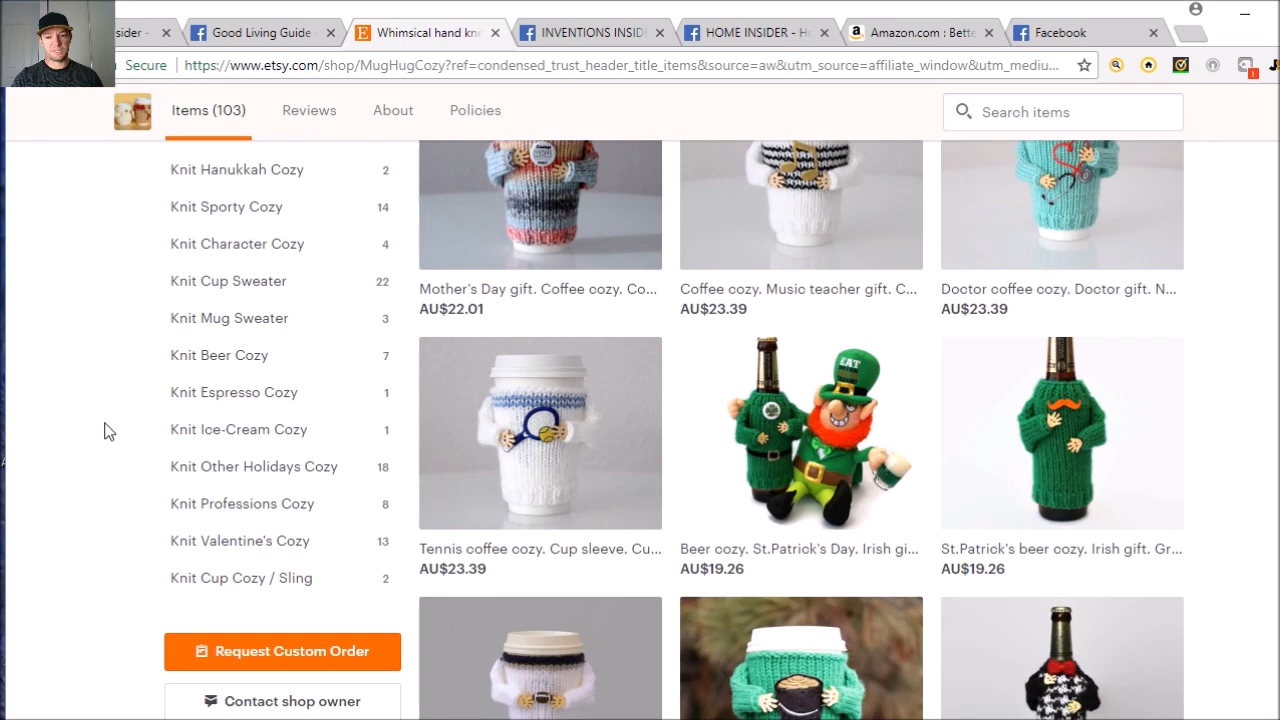 sider -
Good Living Guide
Whimsical hand kni
INVENTIONS INSID
HOME INSIDER - Ho
Amazon.com : Bette
Facebook
Secure
https://www.etsy.com/shop/MugHugCozy?ref=condensed_trust_header_title_items&source=aw&utm_source=affiliate_window&utm_mediu...
Items (103)
Reviews
About
Policies
Search items
Knit Hanukkah Cozy 2
Knit Sporty Cozy 14
Knit Character Cozy 4
Knit Cup Sweater 22
Knit Mug Sweater 3
Knit Beer Cozy 7
Knit Espresso Cozy 1
Knit Ice-Cream Cozy 1
Knit Other Holidays Cozy 18
Knit Professions Cozy 8
Knit Valentine's Cozy 13
Knit Cup Cozy / Sling 2
Request Custom Order
Contact shop owner
Mother's Day gift. Coffee cozy. Co...
AU$22.01
Coffee cozy. Music teacher gift. C...
AU$23.39
Doctor coffee cozy. Doctor gift. N...
AU$23.39
EAT
Tennis coffee cozy. Cup sleeve. Cu...
AU$23.39
Beer cozy. St.Patrick's Day. Irish gi...
AU$19.26
St.Patrick's beer cozy. Irish gift. Gr...
AU$19.26